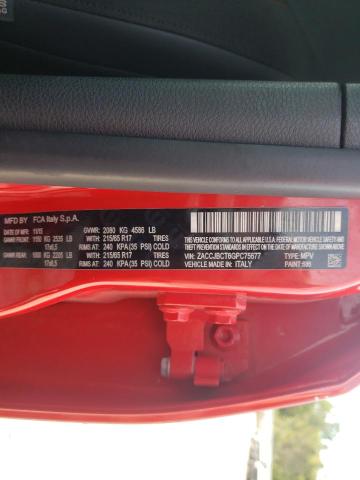 MFD BY FCA Italy S.p.A.
11/15 GVWR: 2080 KG 4586 LB
GAWR FRONT: 1150 KG 2535 LB WITH TIRES 215/65 R17
17x6.5 RIMS AT: 240 KPA (35 PSI) COLD
GAWR REAR: 1000 KG 2205 LB WITH TIRES 215/65 R17
17x6.5 RIMS AT: 240 KPA (35 PSI) COLD
THIS VEHICLE CONFORMS TO ALL APPLICABLE U.S.A. FEDERAL MOTOR VEHICLE
SAFETY, BUMPER, AND THEFT PREVENTION STANDARDS IN EFFECT ON
THE DATE OF MANUFACTURE SHOWN ABOVE.
VIN: ZACCJBCT6GPC75677 TYPE: MPV
MADE IN: ITALY PAINT: